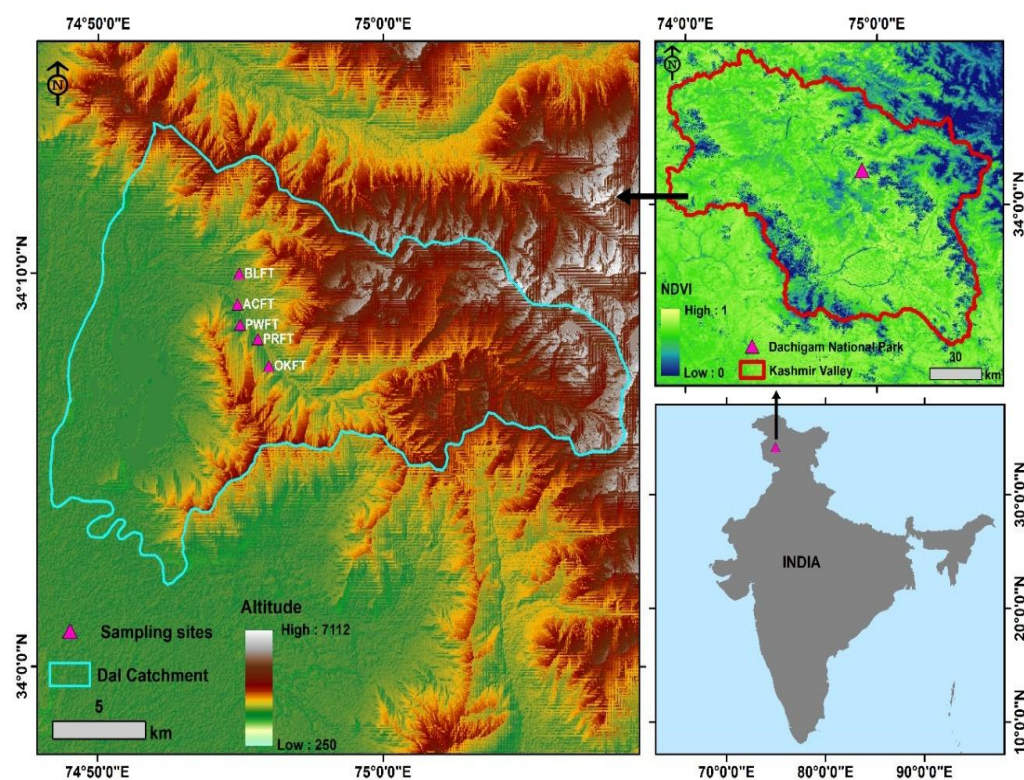 74°50'0"E
75°0'0"E
N
34°10'0"N
34°0'0"N
BLFT
ACFT
PWFT
PRFT
OKFT
Sampling sites
Dal Catchment
5
km
Altitude
High : 7112
Low : 250
74°50'0"E
75°0'0"E
74°0'0"E
75°0'0"E
N
34°0'0"N
NDVI
High : 1
Low : 0
Dachigam National Park
Kashmir Valley
30
km
INDIA
30°0'0"N
20°0'0"N
10°0'0"N
70°0'0"E
80°0'0"E
90°0'0"E